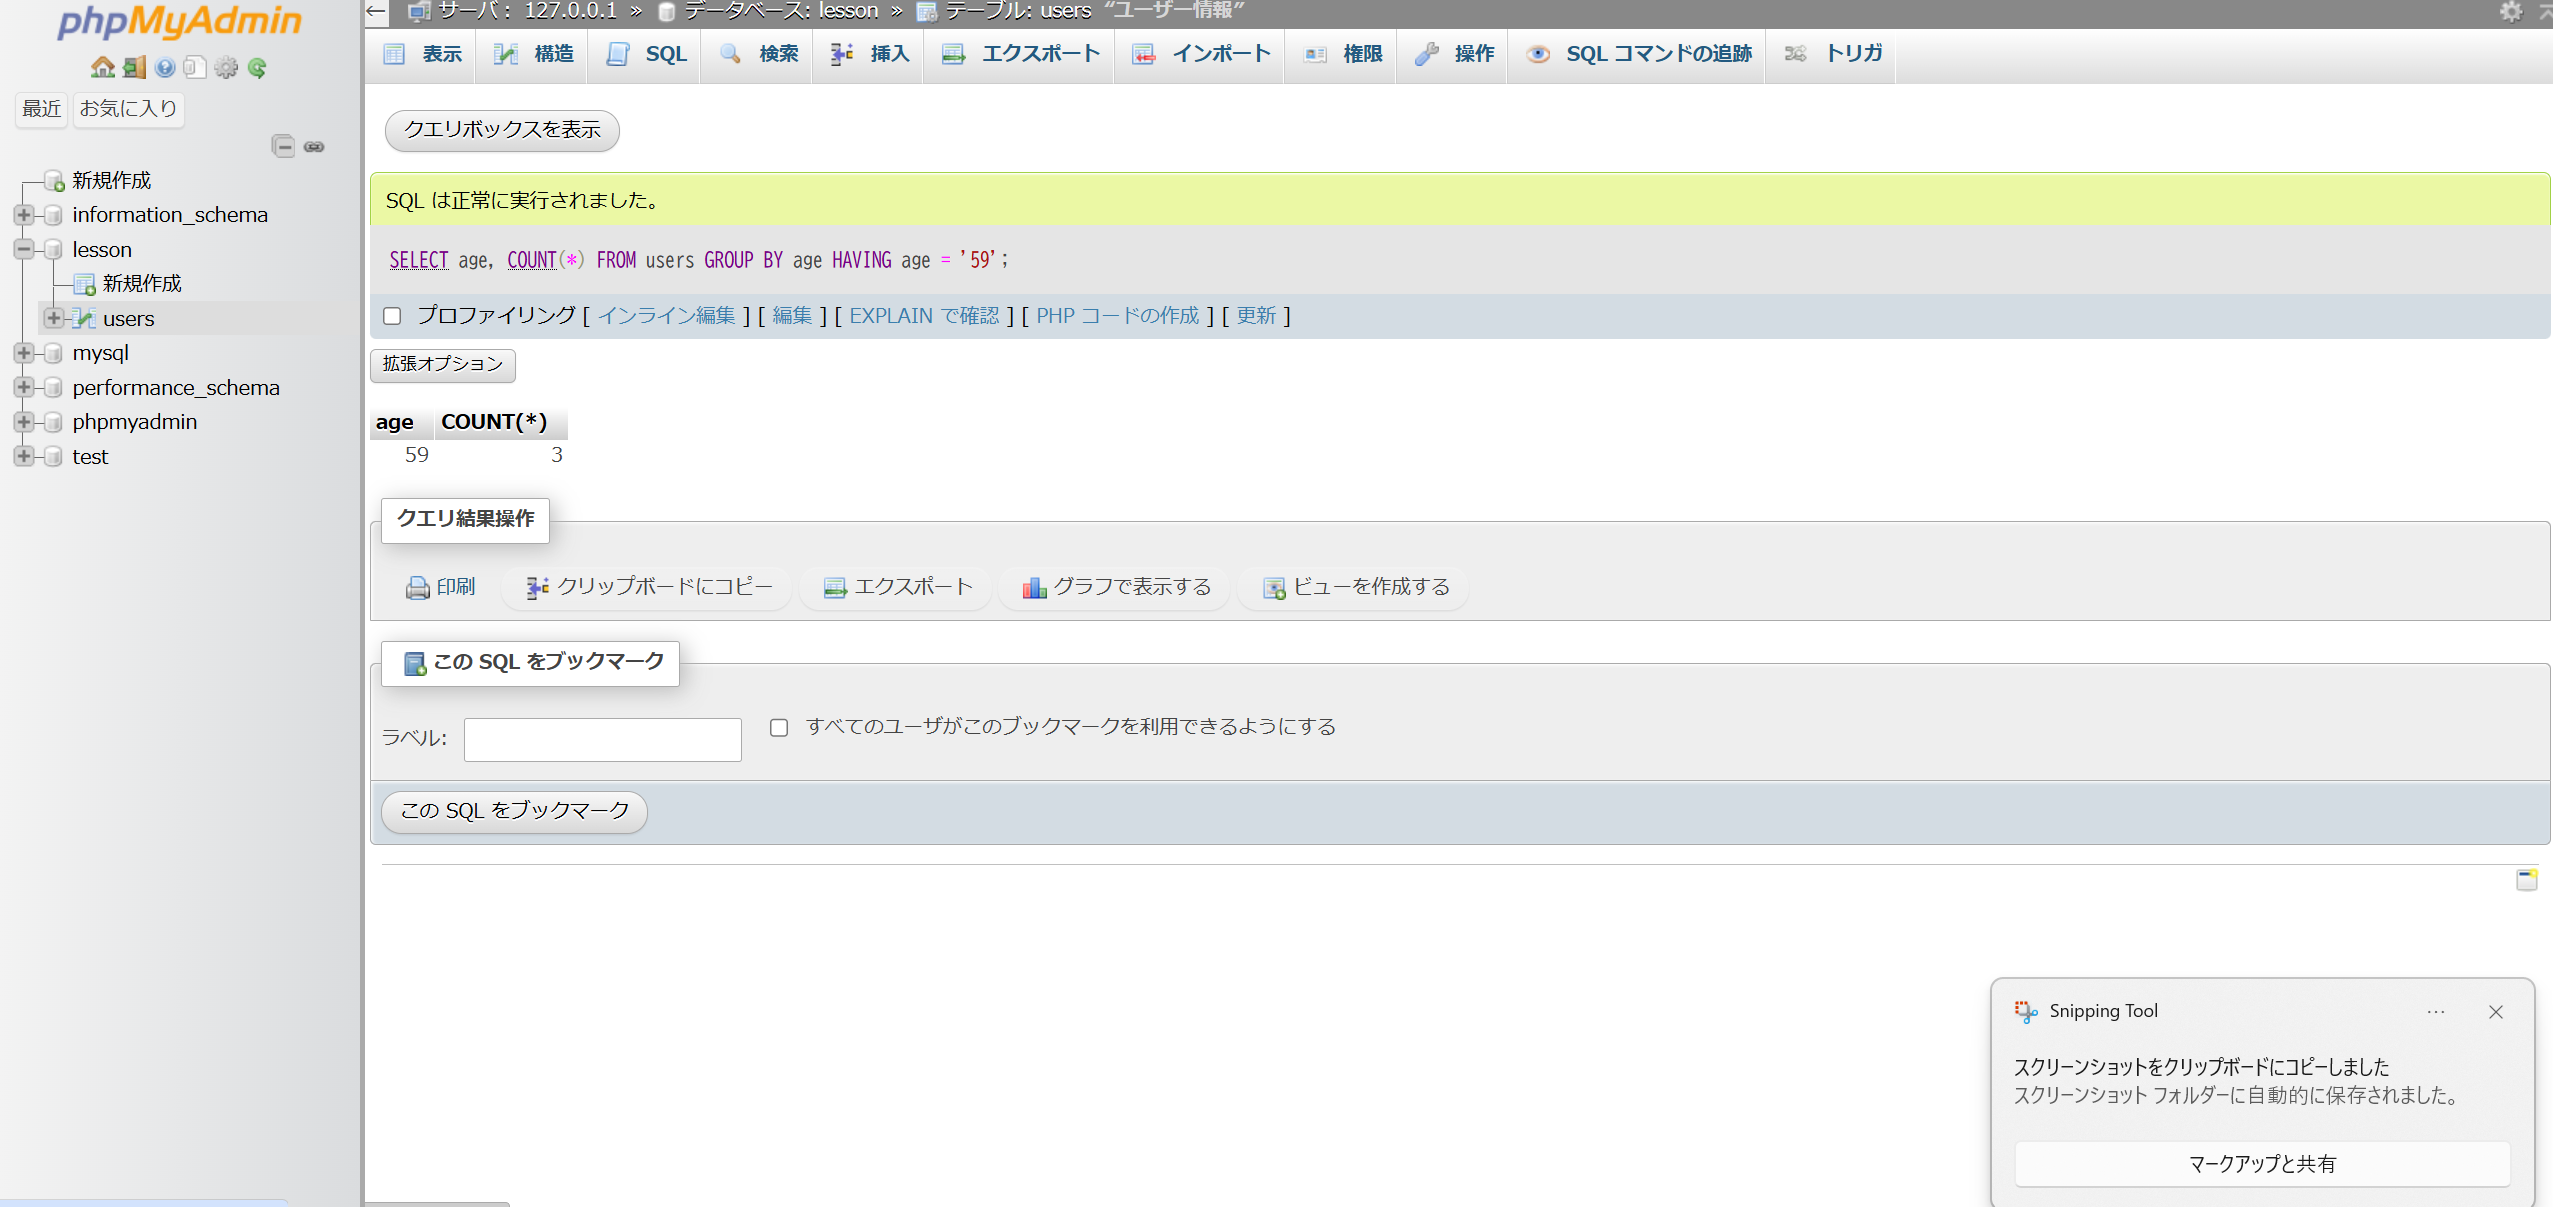 phpMyAdmin
最近 お気に入り
新規作成
information_schema
lesson
新規作成
users
mysql
performance_schema
phpmyadmin
test
サーバ: 127.0.0.1 » データベース: lesson » テーブル: users “ユーザー情報”
表示 構造 SQL 検索 挿入 エクスポート インポート 権限 操作 SQL コマンドの追跡 トリガ
クエリボックスを表示
SQL は正常に実行されました。
SELECT age, COUNT(*) FROM users GROUP BY age HAVING age = '59';
プロファイリング [ インライン編集 ] [ 編集 ] [ EXPLAIN で確認 ] [ PHP コードの作成 ] [ 更新 ]
拡張オプション
age COUNT(*)
59 3
クエリ結果操作
印刷 クリップボードにコピー エクスポート グラフで表示する ビューを作成する
この SQL をブックマーク
ラベル: すべてのユーザがこのブックマークを利用できるようにする
この SQL をブックマーク
Snipping Tool
スクリーンショットをクリップボードにコピーしました
スクリーンショット フォルダーに自動的に保存されました。
マークアップと共有